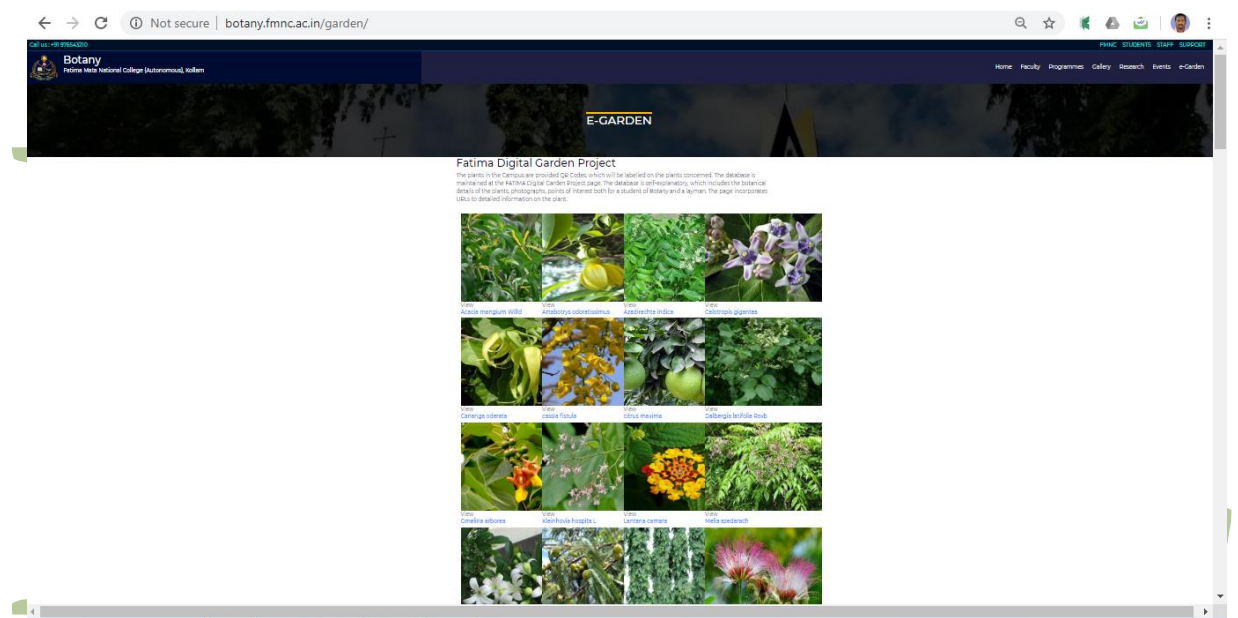 Not secure | botany.fmnc.ac.in/garden/
Call us: +91 9876543210
FMNC STUDENTS STAFF SUPPORT
Botany
Fatima Mata National College (Autonomous), Kollam
Home Faculty Programmes Gallery Research Events e-Garden
E-GARDEN
Fatima Digital Garden Project
The plants in the Campus are provided QR Codes, which will be labelled on the plants concerned. The database is
maintained at the FATIMA Digital Garden Project page. The database is self-explanatory, which includes the botanical
details of the plants, photographs, points of interest both for a student of Botany and a layman. The page incorporates
URLs to detailed information on the plant.
View View View View
Acacia mangium Willd Artabotrys odoratissimus Azadirachta indica Calotropis gigantea
View View View View
Cananga oderata cassia fistula citrus maxima Dalbergia latifolia Roxb
View View View View
Gmelina arborea Kleinhovia hospita L Lantana camara Melia azedarach